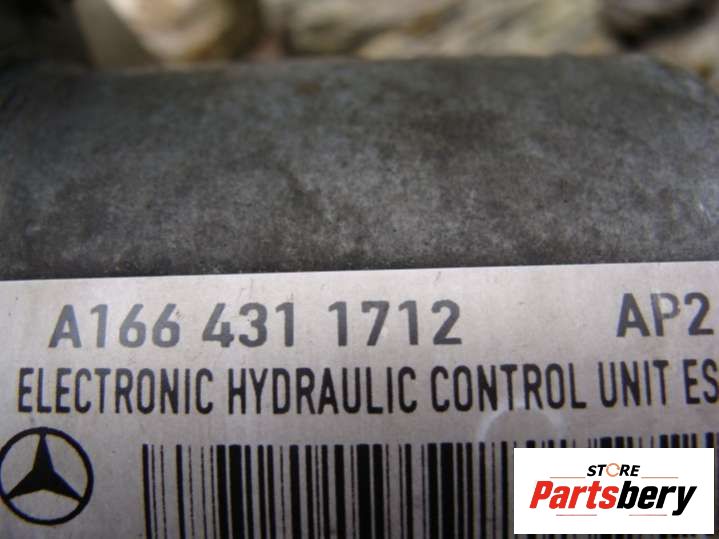 A166 431 1712 AP2
ELECTRONIC HYDRAULIC CONTROL UNIT ES
STORE
Partsbery